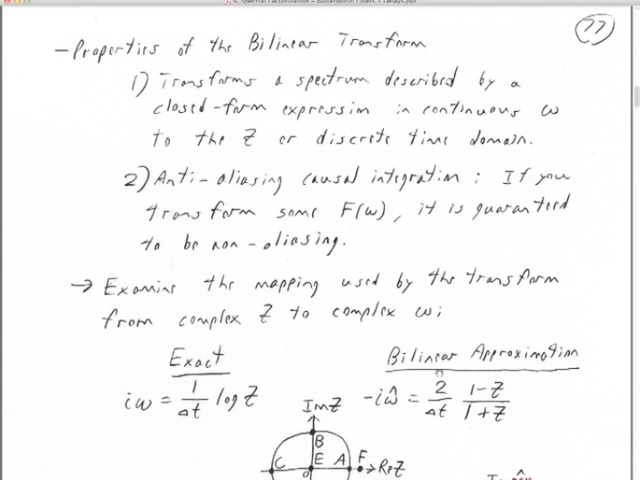 77
- Properties of the Bilinear Transform
1) Transforms a spectrum described by a
closed-form expression in continuous ω
to the Z or discrete time domain.
2) Anti-aliasing causal integration: If you
transform some F(ω), it is guaranteed
to be non-aliasing.
→ Examine the mapping used by the transform
from complex Z to complex ω:
Exact
Bilinear Approximation
iω = 1/Δt log Z
-iω̂ = 2/Δt (1-Z)/(1+Z)
Im Z
B
C E A F Re Z